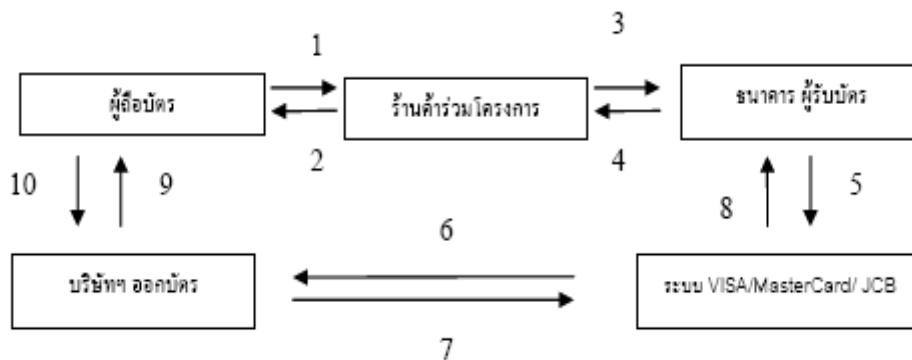 1
3
ผู้ถือบัตร
ร้านค้าร่วมโครงการ
ธนาคาร ผู้รับบัตร
2
4
10
9
8
5
6
บริษัทฯ ออกบัตร
ระบบ VISA/MasterCard/ JCB
7